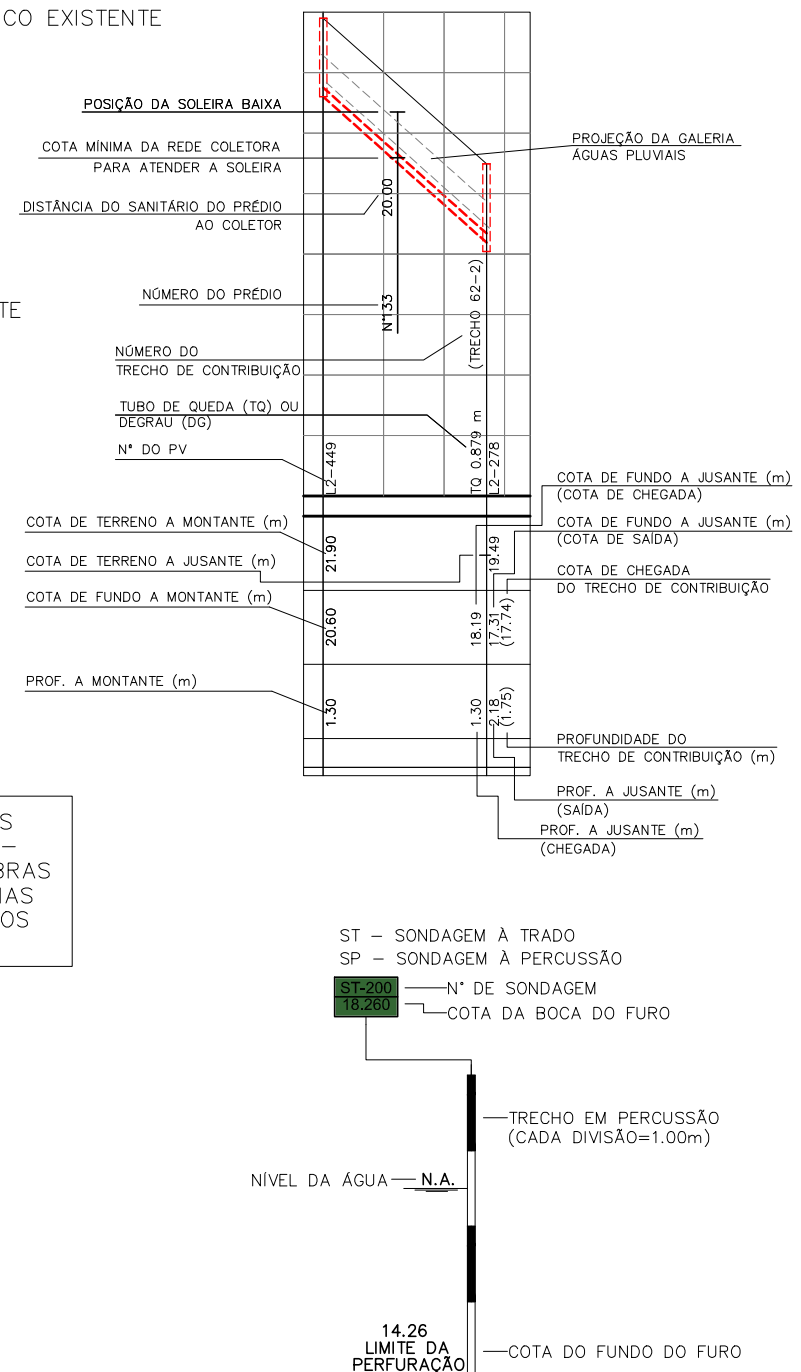 CO EXISTENTE
POSIÇÃO DA SOLEIRA BAIXA
COTA MÍNIMA DA REDE COLETORA
PARA ATENDER A SOLEIRA
DISTÂNCIA DO SANITÁRIO DO PRÉDIO
AO COLETOR
20.00
PROJEÇÃO DA GALERIA
ÁGUAS PLUVIAIS
NÚMERO DO PRÉDIO
N°133
TE
(TRECHO 62-2)
NÚMERO DO
TRECHO DE CONTRIBUIÇÃO
TUBO DE QUEDA (TQ) OU
DEGRAU (DG)
TQ 0.879 m
N° DO PV
L2-449
L2-278
COTA DE FUNDO A JUSANTE (m)
(COTA DE CHEGADA)
COTA DE TERRENO A MONTANTE (m)
COTA DE FUNDO A JUSANTE (m)
(COTA DE SAÍDA)
COTA DE TERRENO A JUSANTE (m)
21.90
19.49
COTA DE CHEGADA
DO TRECHO DE CONTRIBUIÇÃO
COTA DE FUNDO A MONTANTE (m)
20.60
18.19
17.31
(17.74)
PROF. A MONTANTE (m)
1.30
1.30
2.18
(1.75)
PROFUNDIDADE DO
TRECHO DE CONTRIBUIÇÃO (m)
PROF. A JUSANTE (m)
(SAÍDA)
PROF. A JUSANTE (m)
(CHEGADA)
S
–
BRAS
IAS
OS
ST – SONDAGEM À TRADO
SP – SONDAGEM À PERCUSSÃO
ST-200
N° DE SONDAGEM
18.260
COTA DA BOCA DO FURO
TRECHO EM PERCUSSÃO
(CADA DIVISÃO=1.00m)
NÍVEL DA ÁGUA
N.A.
14.26
LIMITE DA
PERFURAÇÃO
COTA DO FUNDO DO FURO